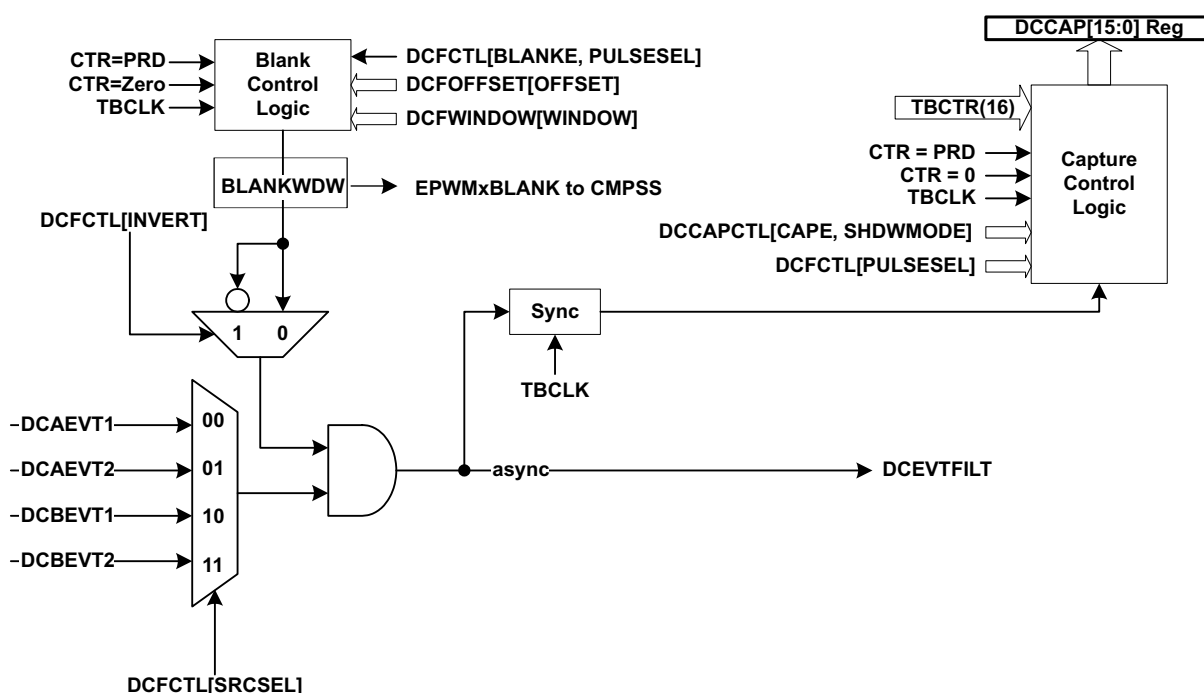 DCCAP[15:0] Reg
CTR=PRD
CTR=Zero
TBCLK
Blank
Control
Logic
DCFCTL[BLANKE, PULSESEL]
DCFOFFSET[OFFSET]
DCFWINDOW[WINDOW]
TBCTR(16)
CTR = PRD
CTR = 0
TBCLK
DCCAPCTL[CAPE, SHDWMODE]
DCFCTL[PULSESEL]
Capture
Control
Logic
BLANKWDW
EPWMxBLANK to CMPSS
DCFCTL[INVERT]
1 0
Sync
TBCLK
DCAEVT1
DCAEVT2
DCBEVT1
DCBEVT2
00
01
10
11
async
DCEVTFILT
DCFCTL[SRCSEL]